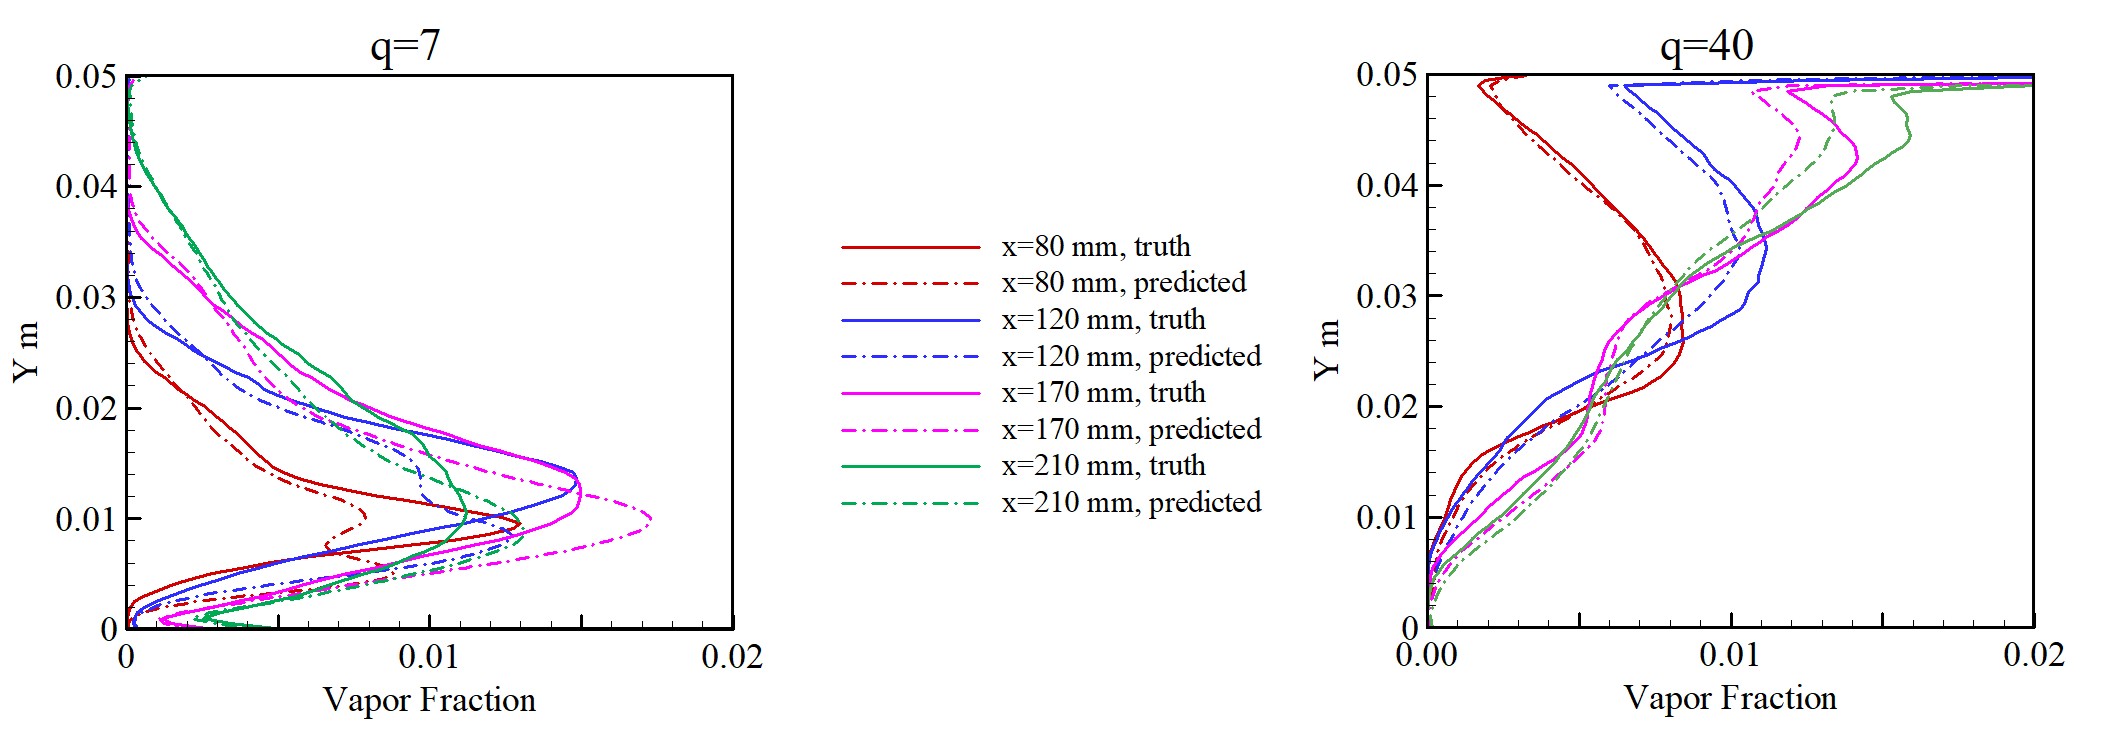 q=7
0.05
0.04
0.03
0.02
0.01
0
Y m
0
0.01
0.02
Vapor Fraction
x=80 mm, truth
x=80 mm, predicted
x=120 mm, truth
x=120 mm, predicted
x=170 mm, truth
x=170 mm, predicted
x=210 mm, truth
x=210 mm, predicted
q=40
0.05
0.04
0.03
0.02
0.01
0
Y m
0.00
0.01
0.02
Vapor Fraction